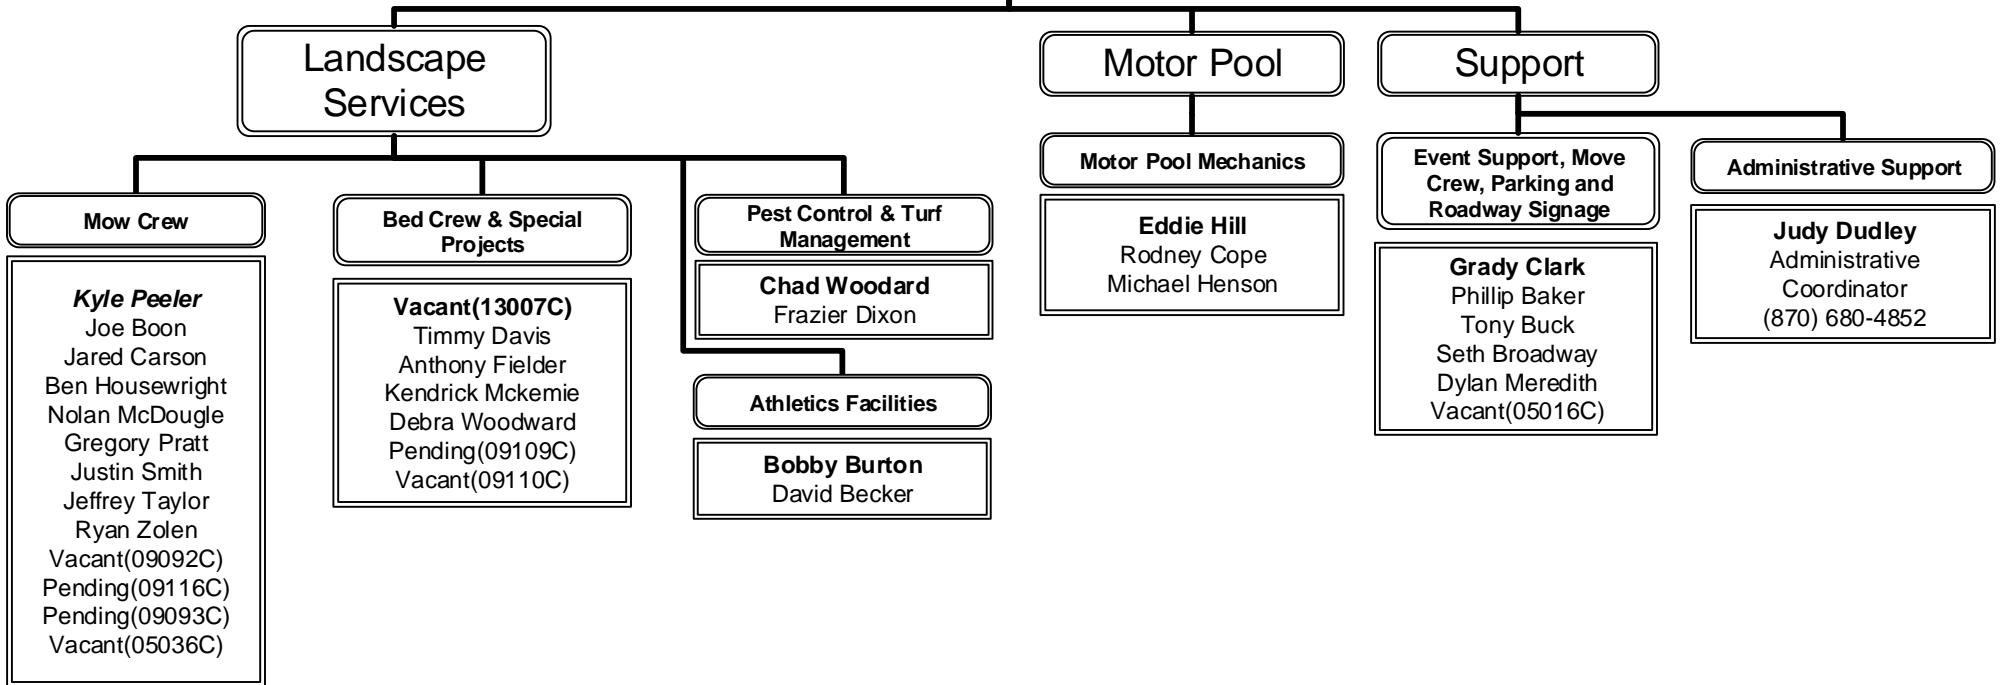 Landscape
Services
Motor Pool
Support
Mow Crew
Kyle Peeler
Joe Boon
Jared Carson
Ben Housewright
Nolan McDougle
Gregory Pratt
Justin Smith
Jeffrey Taylor
Ryan Zolen
Vacant(09092C)
Pending(09116C)
Pending(09093C)
Vacant(05036C)
Bed Crew & Special
Projects
Vacant(13007C)
Timmy Davis
Anthony Fielder
Kendrick Mckemie
Debra Woodward
Pending(09109C)
Vacant(09110C)
Pest Control & Turf
Management
Chad Woodard
Frazier Dixon
Athletics Facilities
Bobby Burton
David Becker
Motor Pool Mechanics
Eddie Hill
Rodney Cope
Michael Henson
Event Support, Move
Crew, Parking and
Roadway Signage
Grady Clark
Phillip Baker
Tony Buck
Seth Broadway
Dylan Meredith
Vacant(05016C)
Administrative Support
Judy Dudley
Administrative
Coordinator
(870) 680-4852